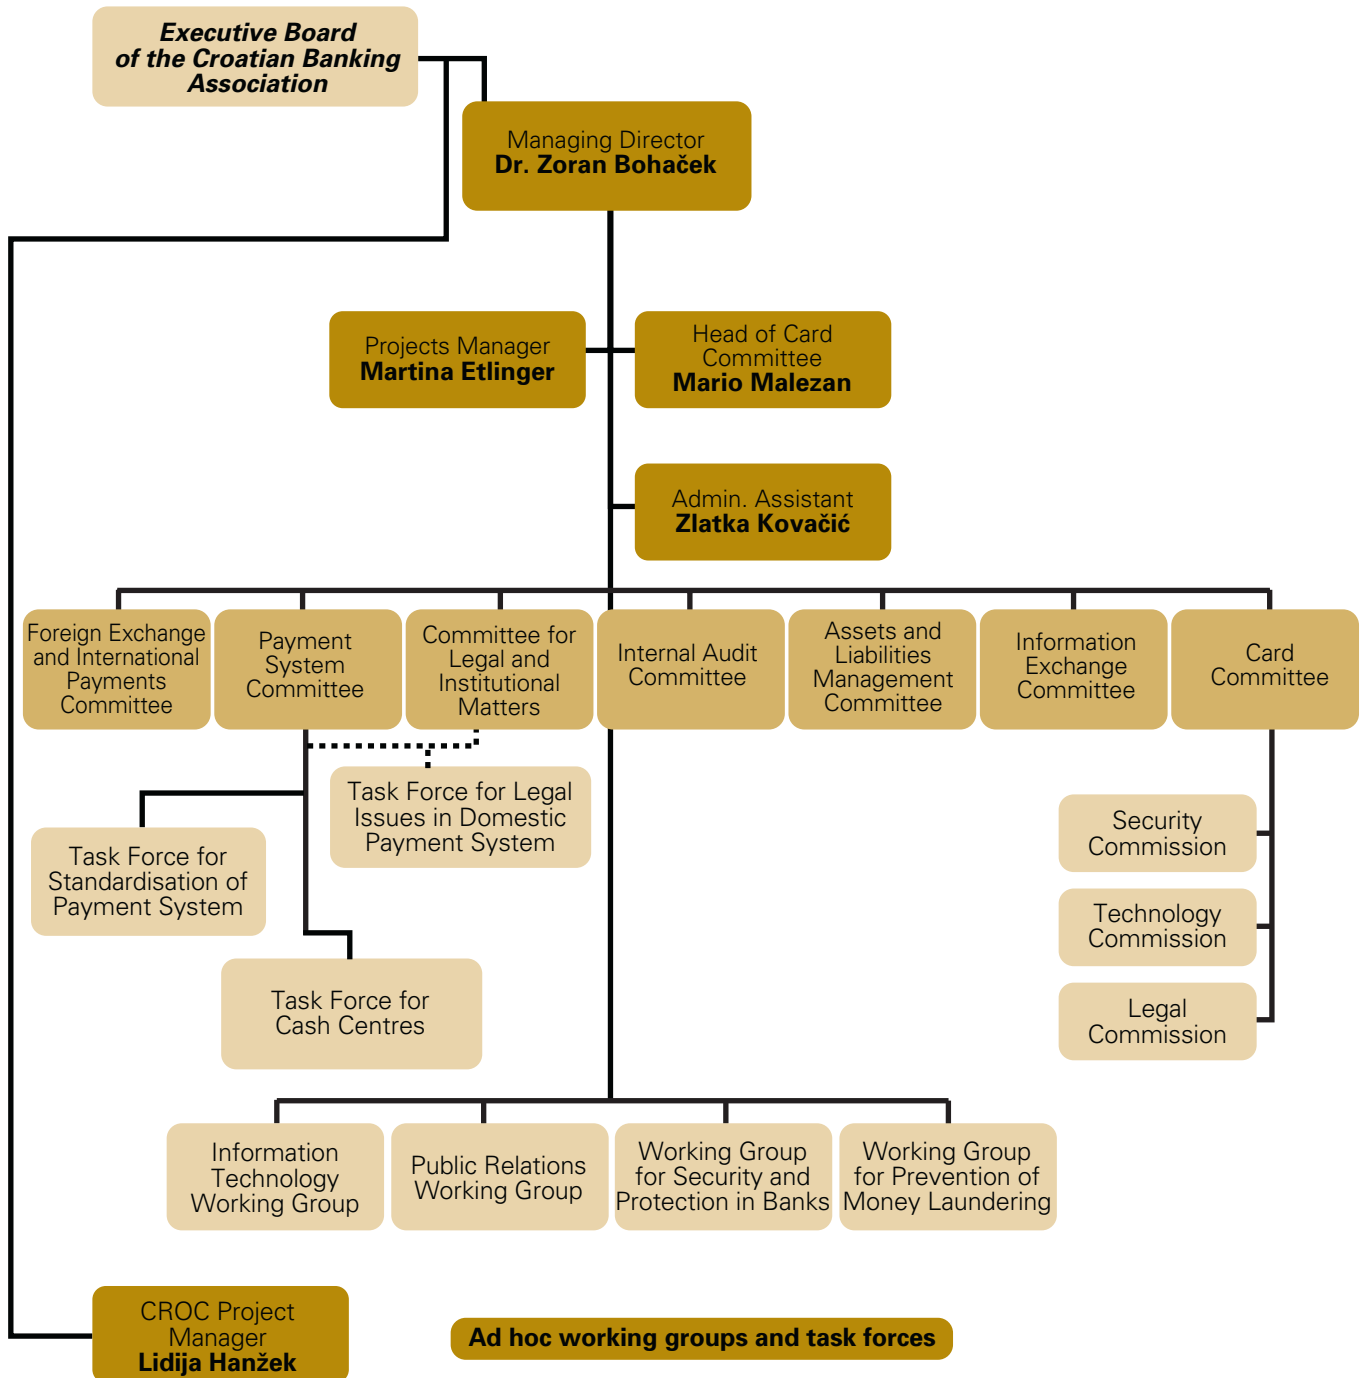 Executive Board
of the Croatian Banking
Association
Managing Director
Dr. Zoran Bohaček
Projects Manager
Martina Etlinger
Head of Card
Committee
Mario Malezan
Admin. Assistant
Zlatka Kovačić
Foreign Exchange
and International
Payments
Committee
Payment
System
Committee
Committee for
Legal and
Institutional
Matters
Internal Audit
Committee
Assets and
Liabilities
Management
Committee
Information
Exchange
Committee
Card
Committee
Task Force for Legal
Issues in Domestic
Payment System
Task Force for
Standardisation of
Payment System
Task Force for
Cash Centres
Security
Commission
Technology
Commission
Legal
Commission
Information
Technology
Working Group
Public Relations
Working Group
Working Group
for Security and
Protection in Banks
Working Group
for Prevention of
Money Laundering
CROC Project
Manager
Lidija Hanžek
Ad hoc working groups and task forces